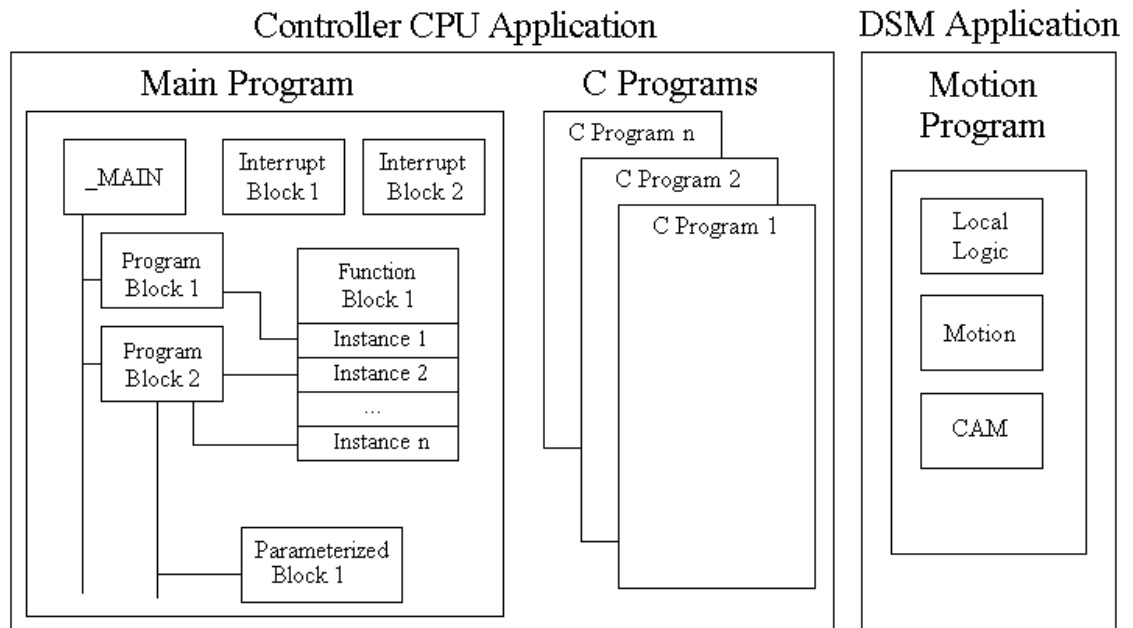 Controller CPU Application
DSM Application
Main Program
C Programs
Motion
Program
_MAIN
Interrupt
Block 1
Interrupt
Block 2
Program
Block 1
Function
Block 1
Instance 1
Program
Block 2
Instance 2
...
Instance n
Parameterized
Block 1
C Program n
C Program 2
C Program 1
Local
Logic
Motion
CAM